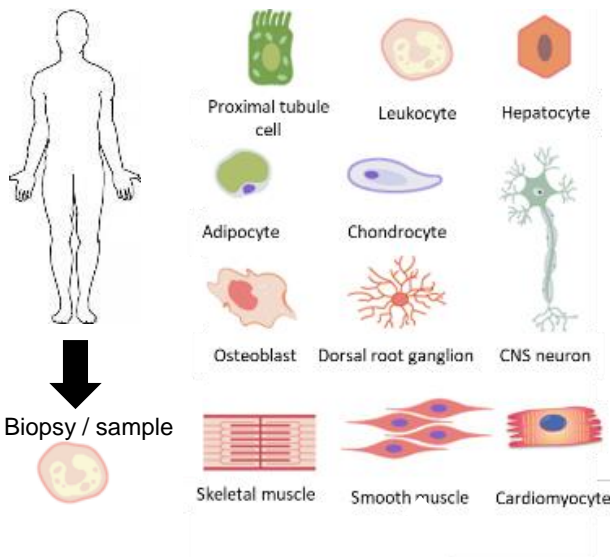 Proximal tubule
cell
Leukocyte
Hepatocyte
Adipocyte
Chondrocyte
Osteoblast
Dorsal root ganglion
CNS neuron
Biopsy / sample
Skeletal muscle
Smooth muscle
Cardiomyocyte